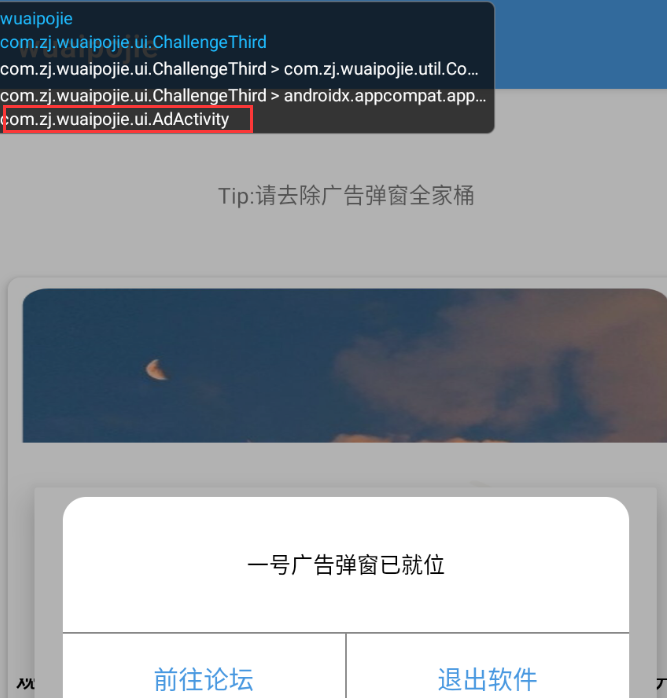 wuaipojie
com.zj.wuaipojie.ui.ChallengeThird
com.zj.wuaipojie.ui.ChallengeThird > com.zj.wuaipojie.util.Co...
com.zj.wuaipojie.ui.ChallengeThird > androidx.appcompat.app...
com.zj.wuaipojie.ui.AdActivity
wuaipojie
Tip:请去除广告弹窗全家桶
一号广告弹窗已就位
前往论坛
退出软件